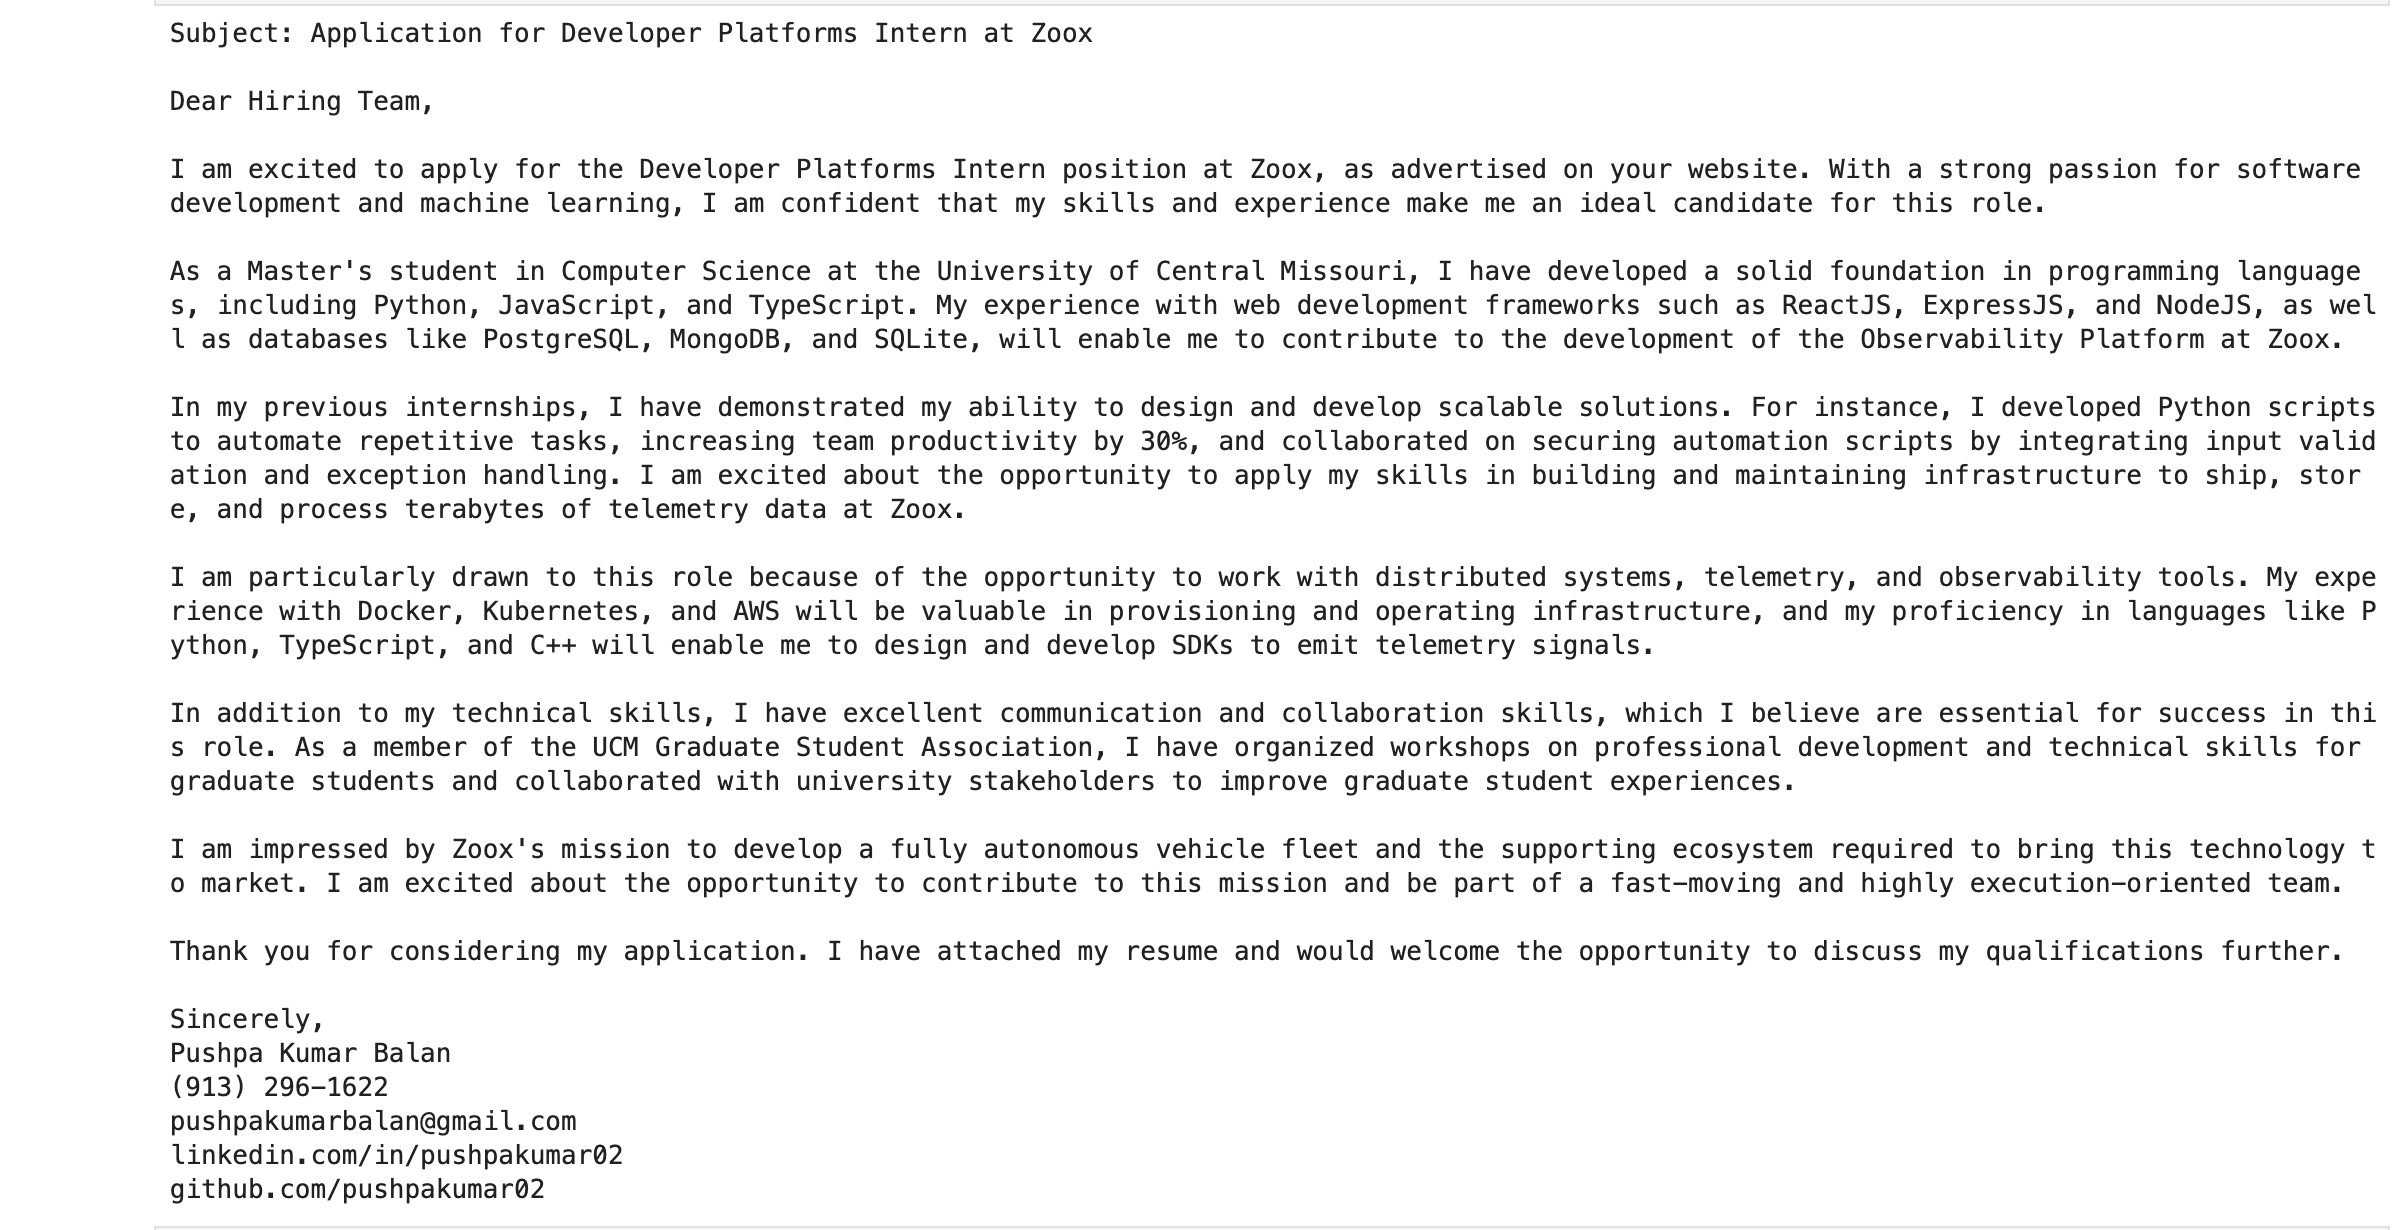 Subject: Application for Developer Platforms Intern at Zoox
Dear Hiring Team,
I am excited to apply for the Developer Platforms Intern position at Zoox, as advertised on your website. With a strong passion for software
development and machine learning, I am confident that my skills and experience make me an ideal candidate for this role.
As a Master's student in Computer Science at the University of Central Missouri, I have developed a solid foundation in programming language
s, including Python, JavaScript, and TypeScript. My experience with web development frameworks such as ReactJS, ExpressJS, and NodeJS, as wel
l as databases like PostgreSQL, MongoDB, and SQLite, will enable me to contribute to the development of the Observability Platform at Zoox.
In my previous internships, I have demonstrated my ability to design and develop scalable solutions. For instance, I developed Python scripts
to automate repetitive tasks, increasing team productivity by 30%, and collaborated on securing automation scripts by integrating input valid
ation and exception handling. I am excited about the opportunity to apply my skills in building and maintaining infrastructure to ship, stor
e, and process terabytes of telemetry data at Zoox.
I am particularly drawn to this role because of the opportunity to work with distributed systems, telemetry, and observability tools. My expe
rience with Docker, Kubernetes, and AWS will be valuable in provisioning and operating infrastructure, and my proficiency in languages like P
ython, TypeScript, and C++ will enable me to design and develop SDKs to emit telemetry signals.
In addition to my technical skills, I have excellent communication and collaboration skills, which I believe are essential for success in thi
s role. As a member of the UCM Graduate Student Association, I have organized workshops on professional development and technical skills for
graduate students and collaborated with university stakeholders to improve graduate student experiences.
I am impressed by Zoox's mission to develop a fully autonomous vehicle fleet and the supporting ecosystem required to bring this technology t
o market. I am excited about the opportunity to contribute to this mission and be part of a fast-moving and highly execution-oriented team.
Thank you for considering my application. I have attached my resume and would welcome the opportunity to discuss my qualifications further.
Sincerely,
Pushpa Kumar Balan
(913) 296-1622
pushpakumarbalan@gmail.com
linkedin.com/in/pushpakumar02
github.com/pushpakumar02